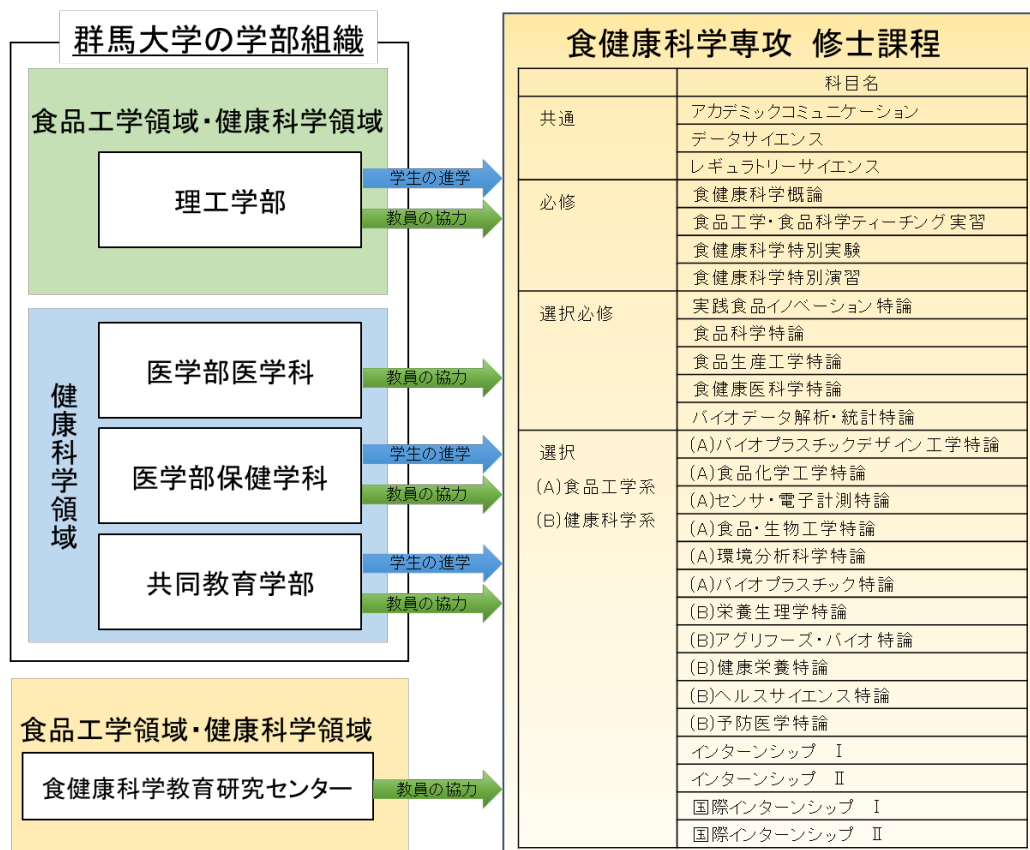 群馬大学の学部組織
食品工学領域・健康科学領域
理工学部
学生の進学
教員の協力
健康科学領域
医学部医学科
教員の協力
医学部保健学科
学生の進学
教員の協力
共同教育学部
学生の進学
教員の協力
食品工学領域・健康科学領域
食健康科学教育研究センター
教員の協力
食健康科学専攻 修士課程
科目名
共通
アカデミックコミュニケーション
データサイエンス
レギュラトリーサイエンス
必修
食健康科学概論
食品工学・食品科学ティーチング実習
食健康科学特別実験
食健康科学特別演習
選択必修
実践食品イノベーション特論
食品科学特論
食品生産工学特論
食健康医科学特論
バイオデータ解析・統計特論
選択
(A)食品工学系
(B)健康科学系
(A)バイオプラスチックデザイン工学特論
(A)食品化学工学特論
(A)センサ・電子計測特論
(A)食品・生物工学特論
(A)環境分析科学特論
(A)バイオプラスチック特論
(B)栄養生理学特論
(B)アグリフーズ・バイオ特論
(B)健康栄養特論
(B)ヘルスサイエンス特論
(B)予防医学特論
インターンシップ Ⅰ
インターンシップ Ⅱ
国際インターンシップ Ⅰ
国際インターンシップ Ⅱ